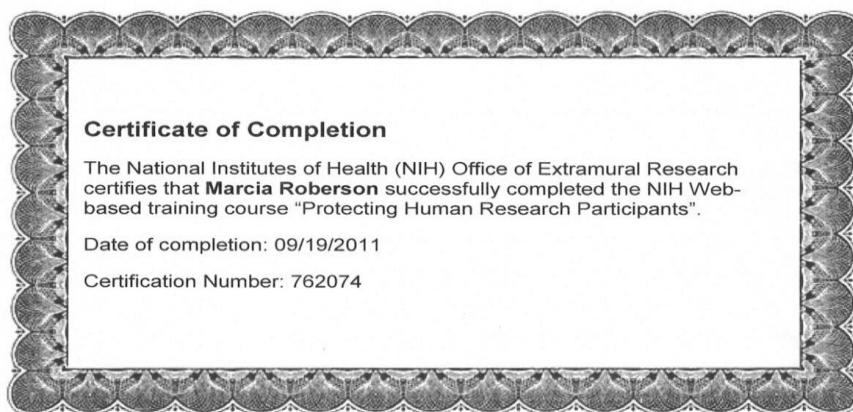 Certificate of Completion
The National Institutes of Health (NIH) Office of Extramural Research
certifies that Marcia Roberson successfully completed the NIH Web-
based training course “Protecting Human Research Participants”.
Date of completion: 09/19/2011
Certification Number: 762074